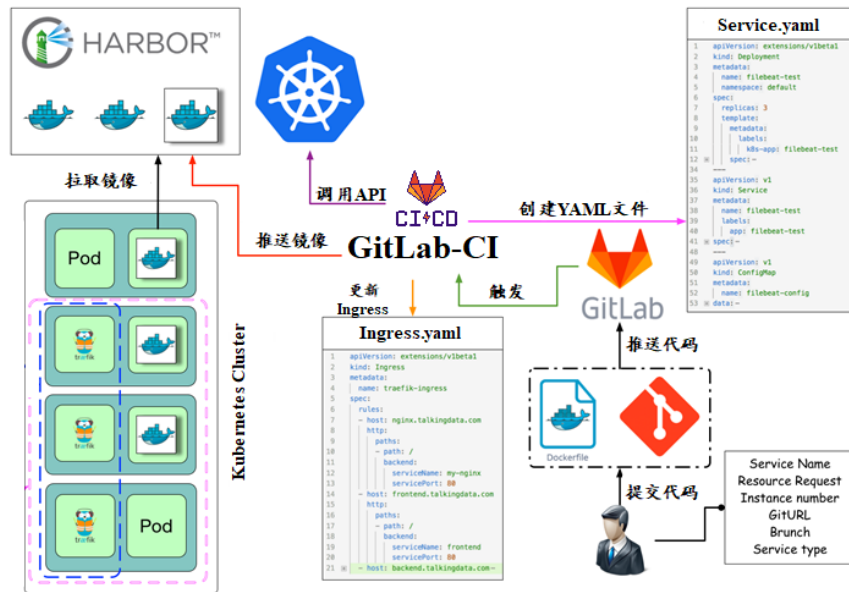 HARBOR™
拉取镜像
Pod
træfik
træfik
træfik
Pod
Kubernetes Cluster
调用API
推送镜像
CI CD
GitLab-CI
创建YAML文件
触发
更新
Ingress
GitLab
推送代码
Dockerfile
提交代码
Service Name
Resource Request
Instance number
GitURL
Brunch
Service type
Service.yaml
1 apiVersion: extensions/v1beta1
2 kind: Deployment
3 metadata:
4 name: filebeat-test
5 namespace: default
6 spec:
7 replicas: 3
8 template:
9 metadata:
10 labels:
11 k8s-app: filebeat-test
12 spec:
34 ---
35 apiVersion: v1
36 kind: Service
37 metadata:
38 name: filebeat-test
39 labels:
40 app: filebeat-test
41 spec:
48 ---
49 apiVersion: v1
50 kind: ConfigMap
51 metadata:
52 name: filebeat-config
53 data:
Ingress.yaml
1 apiVersion: extensions/v1beta1
2 kind: Ingress
3 metadata:
4 name: traefik-ingress
5 spec:
6 rules:
7 - host: nginx.talkingdata.com
8 http:
9 paths:
10 - path: /
11 backend:
12 serviceName: my-nginx
13 servicePort: 80
14 - host: frontend.talkingdata.com
15 http:
16 paths:
17 - path: /
18 backend:
19 serviceName: frontend
20 servicePort: 80
21 - host: backend.talkingdata.com